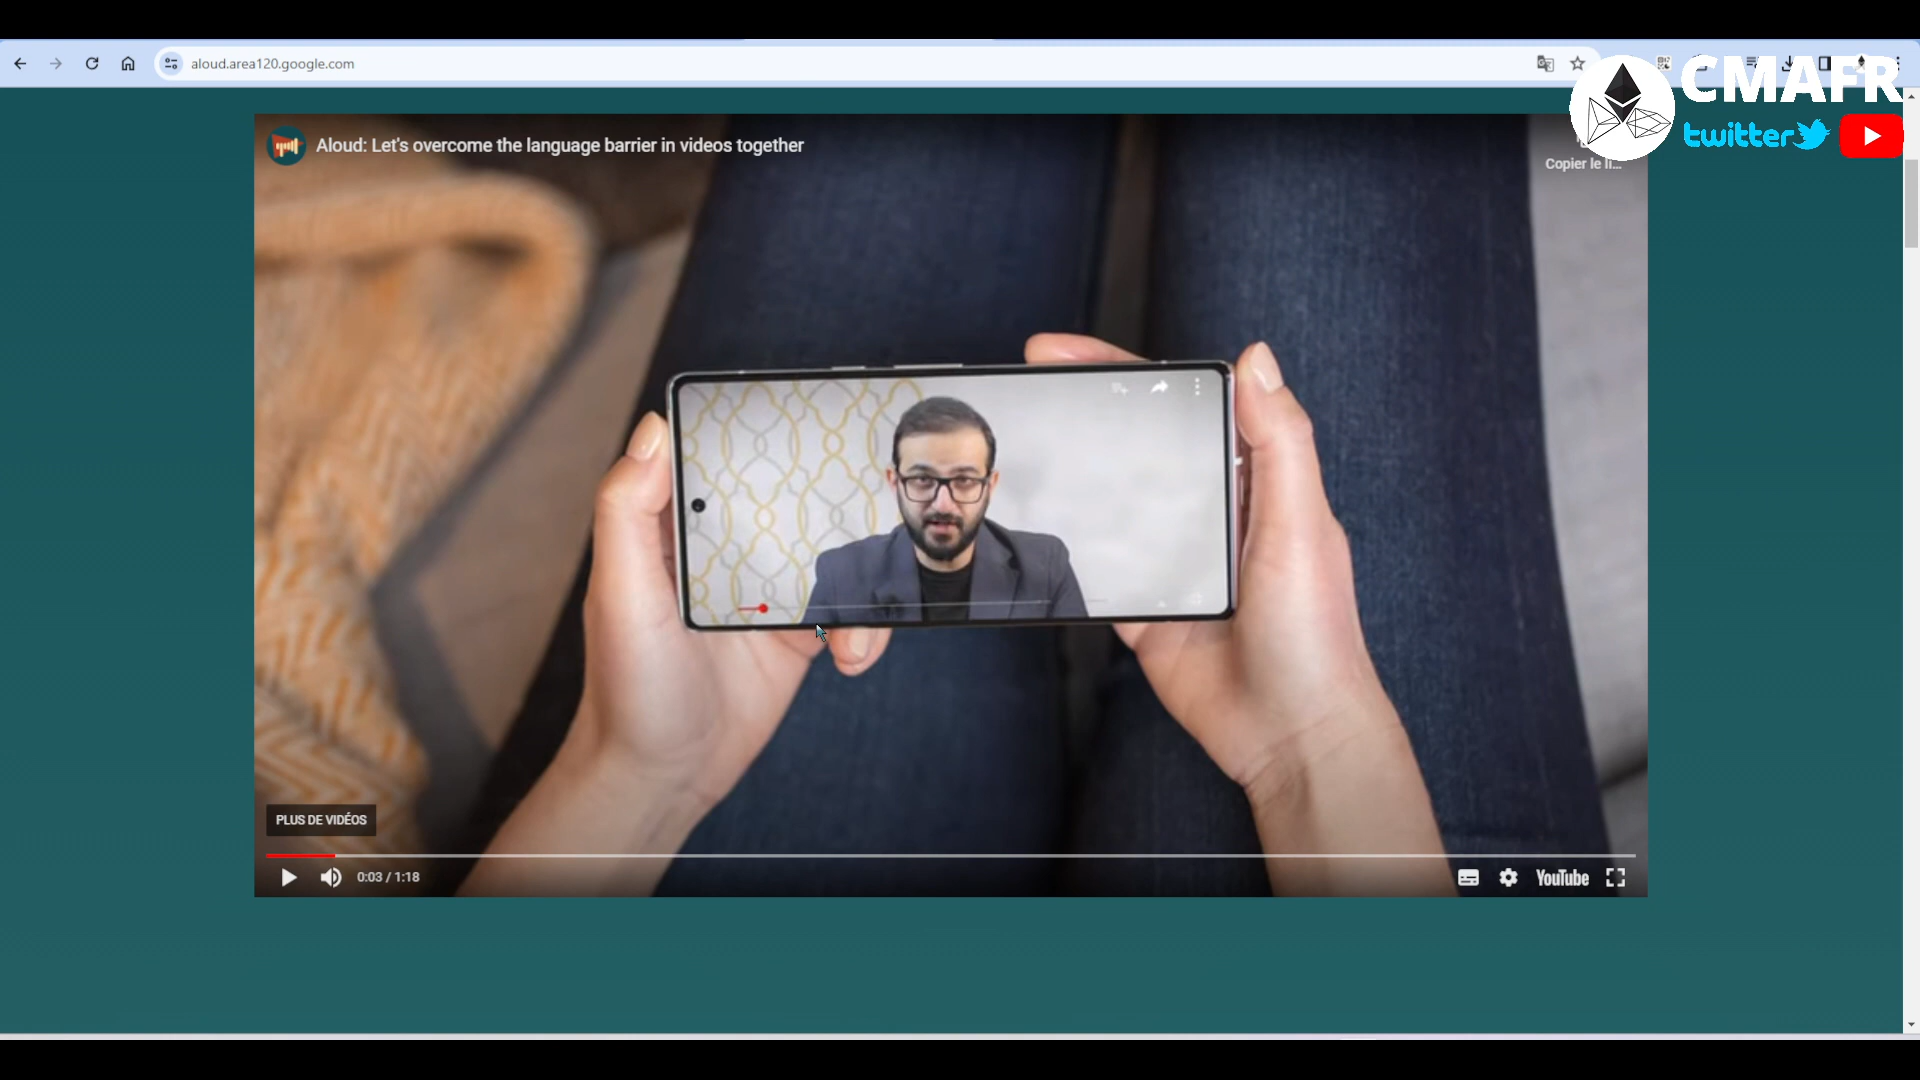 aloud.area120.google.com
CMAFR
twitter
Aloud: Let's overcome the language barrier in videos together
Copier le li...
PLUS DE VIDÉOS
0:03 / 1:18
YouTube